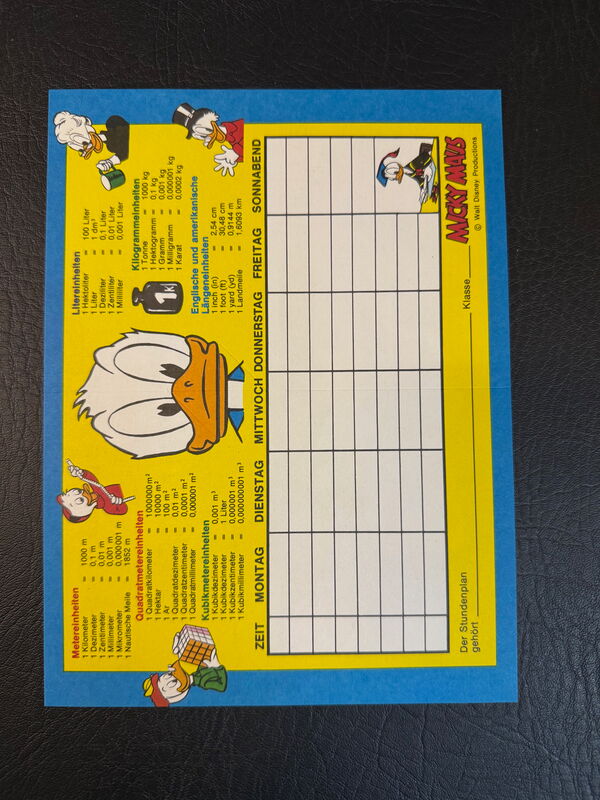 Metereinheiten
1 Kilometer = 1000 m
1 Dezimeter = 0,1 m
1 Zentimeter = 0,01 m
1 Millimeter = 0,001 m
1 Mikrometer = 0,000001 m
1 Nautische Meile = 1852 m
Quadratmetereinheiten
1 Quadratkilometer = 1000000 m²
1 Hektar = 10000 m²
1 Ar = 100 m²
1 Quadratdezimeter = 0,01 m²
1 Quadratzentimeter = 0,0001 m²
1 Quadratmillimeter = 0,000001 m²
Kubikmetereinheiten
1 Kubikdezimeter = 0,001 m³
1 Kubikdezimeter = 1 Liter
1 Kubikzentimeter = 0,000001 m³
1 Kubikmillimeter = 0,000000001 m³
Litereinheiten
1 Hektoliter = 100 Liter
1 Liter = 1 dm³
1 Deziliter = 0,1 Liter
1 Zentiliter = 0,01 Liter
1 Milliliter = 0,001 Liter
Kilogrammeinheiten
1 Tonne = 1000 kg
1 Hektogramm = 0,1 kg
1 Gramm = 0,001 kg
1 Milligramm = 0,000001 kg
1 Karat = 0,0002 kg
1k
Englische und amerikanische
Längeneinheiten
1 inch (in) = 2,54 cm
1 foot (ft) = 30,48 cm
1 yard (yd) = 0,9144 m
1 Landmeile = 1,6093 km
ZEIT MONTAG DIENSTAG MITTWOCH DONNERSTAG FREITAG SONNABEND
MICKY MAUS
© Walt Disney Productions
Der Stundenplan
gehört Klasse